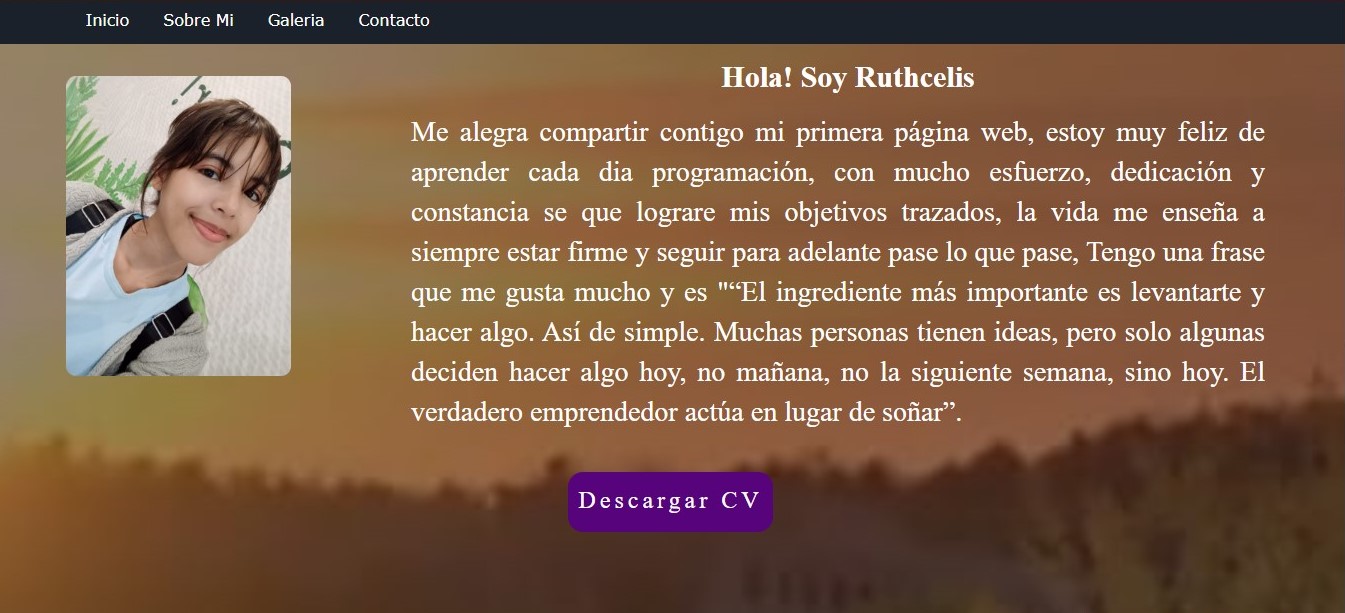 Inicio Sobre Mi Galeria Contacto
Hola! Soy Ruthcelis
Me alegra compartir contigo mi primera página web, estoy muy feliz de
aprender cada dia programación, con mucho esfuerzo, dedicación y
constancia se que lograre mis objetivos trazados, la vida me enseña a
siempre estar firme y seguir para adelante pase lo que pase, Tengo una frase
que me gusta mucho y es "“El ingrediente más importante es levantarte y
hacer algo. Así de simple. Muchas personas tienen ideas, pero solo algunas
deciden hacer algo hoy, no mañana, no la siguiente semana, sino hoy. El
verdadero emprendedor actúa en lugar de soñar”.
Descargar CV